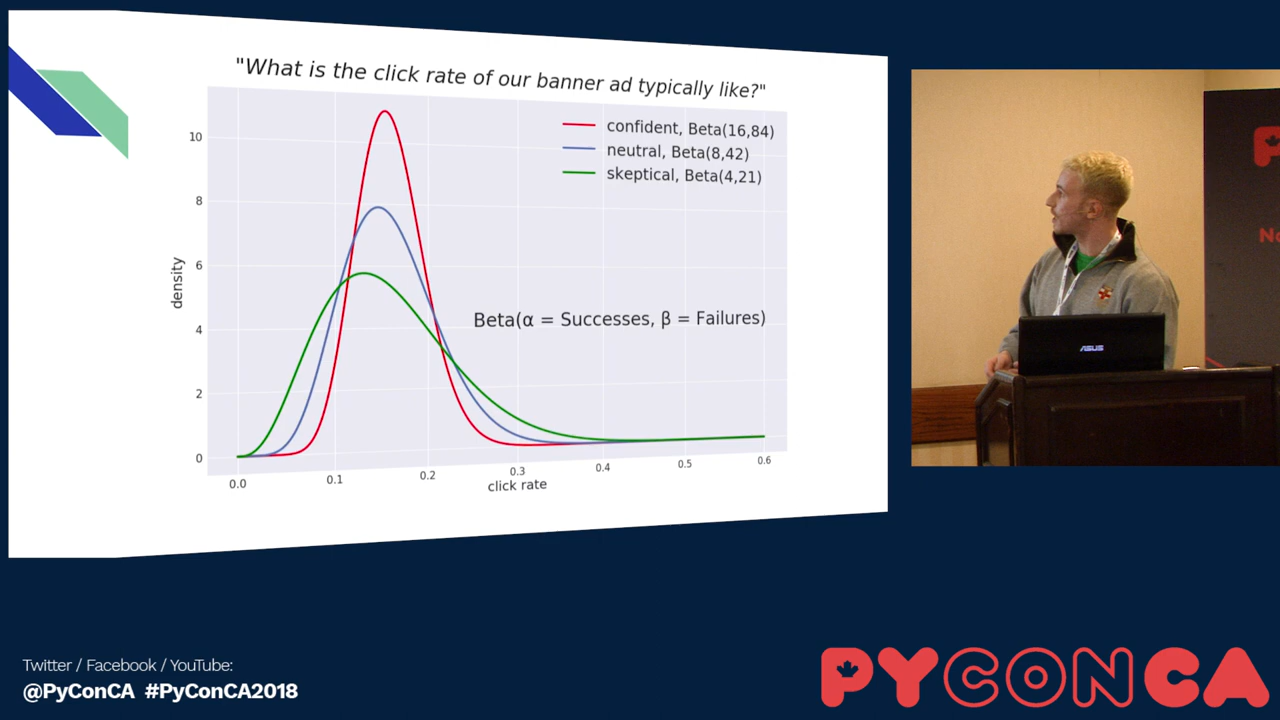 "What is the click rate of our banner ad typically like?"
confident, Beta(16,84)
neutral, Beta(8,42)
skeptical, Beta(4,21)
Beta(α = Successes, β = Failures)
density
10
8
6
4
2
0
0.0 0.1 0.2 0.3 0.4 0.5 0.6
click rate
ASUS
Twitter / Facebook / YouTube:
@PyConCA #PyConCA2018
PYCONCA